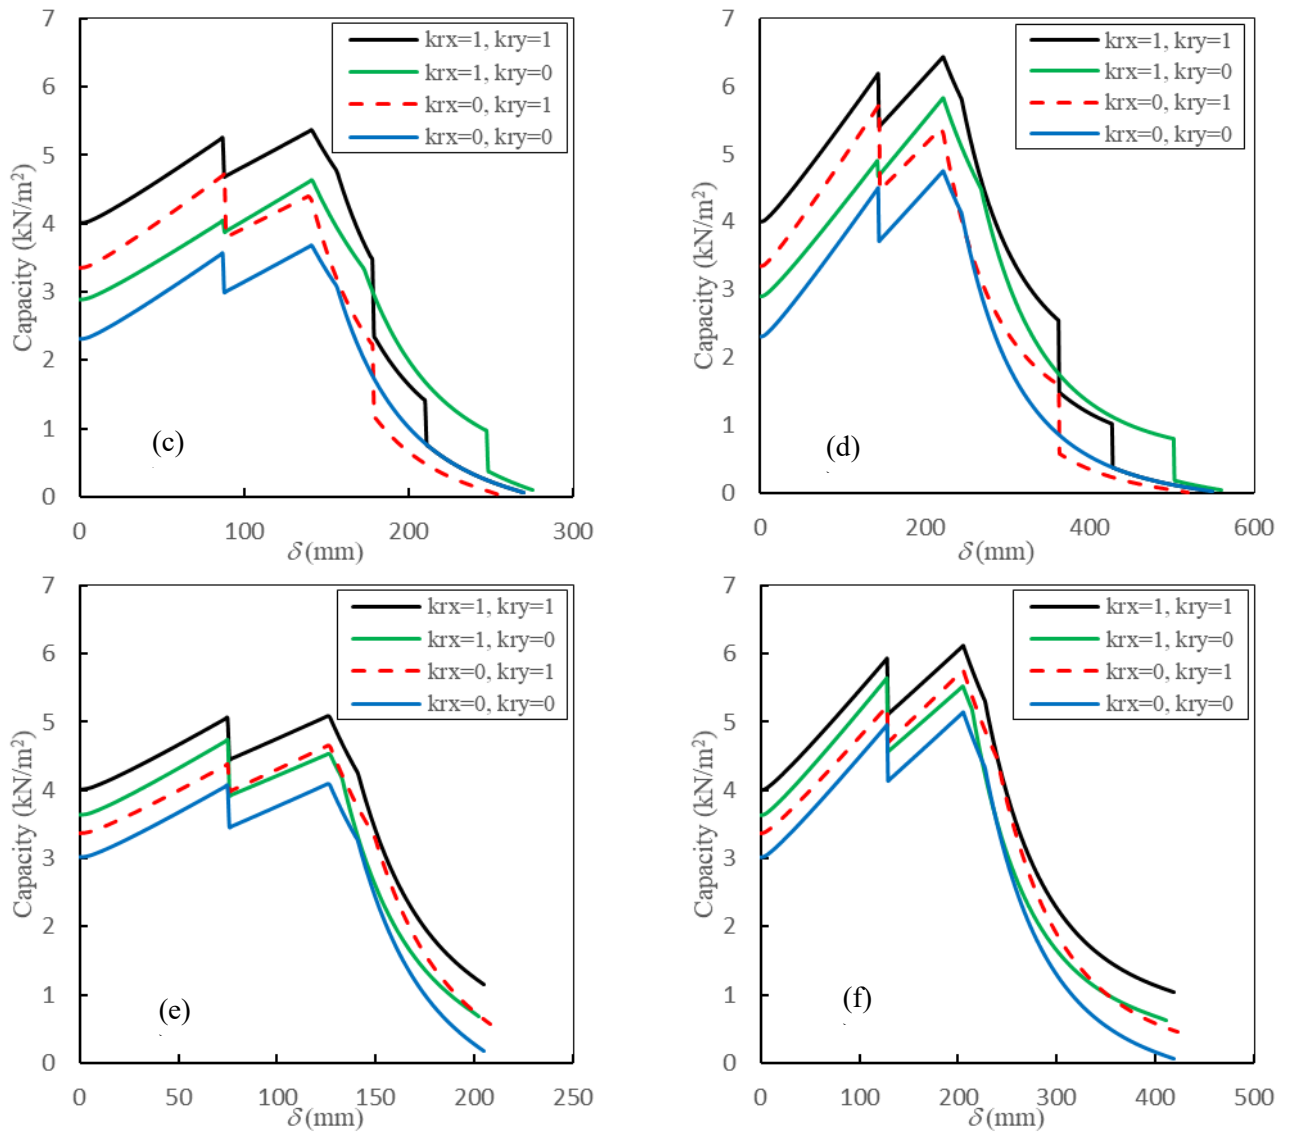 7
6
5
4
3
2
1
0
Capacity (kN/m²)
krx=1, kry=1
krx=1, kry=0
krx=0, kry=1
krx=0, kry=0
(c)
0 100 200 300
δ (mm)
7
6
5
4
3
2
1
0
Capacity (kN/m²)
krx=1, kry=1
krx=1, kry=0
krx=0, kry=1
krx=0, kry=0
(d)
0 200 400 600
δ (mm)
7
6
5
4
3
2
1
0
Capacity (kN/m²)
krx=1, kry=1
krx=1, kry=0
krx=0, kry=1
krx=0, kry=0
(e)
0 50 100 150 200 250
δ (mm)
7
6
5
4
3
2
1
0
Capacity (kN/m²)
krx=1, kry=1
krx=1, kry=0
krx=0, kry=1
krx=0, kry=0
(f)
0 100 200 300 400 500
δ (mm)